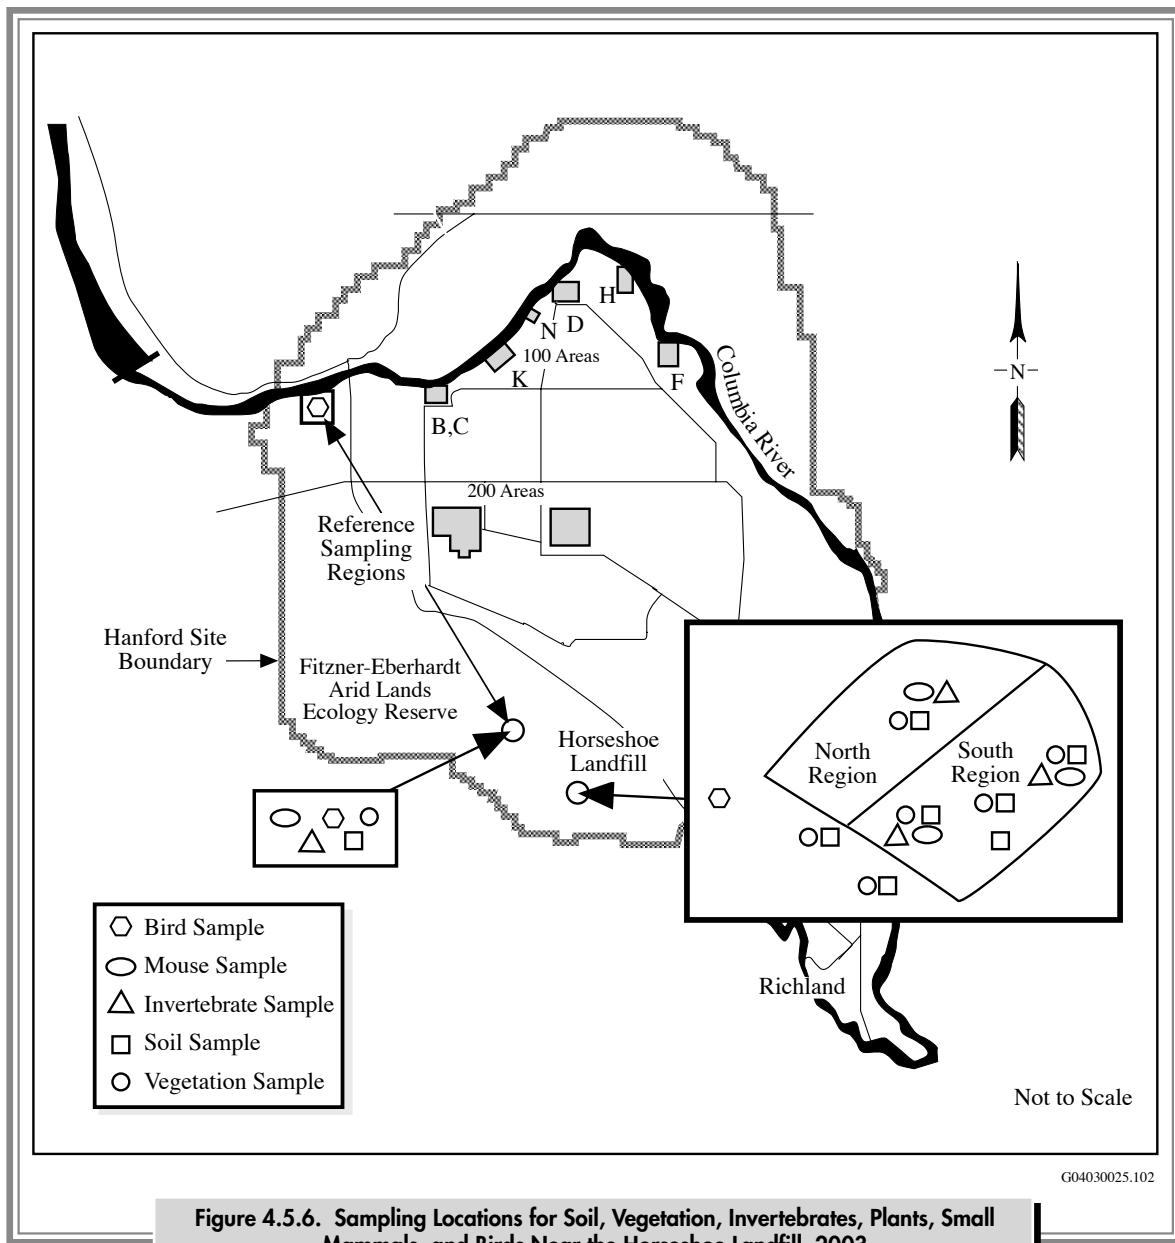 H
N
D
100 Areas
K
F
B,C
Columbia River
N
200 Areas
Reference
Sampling
Regions
Hanford Site
Boundary
Fitzner-Eberhardt
Arid Lands
Ecology Reserve
Horseshoe
Landfill
North
Region
South
Region
Bird Sample
Mouse Sample
Invertebrate Sample
Soil Sample
Vegetation Sample
Richland
Not to Scale
G04030025.102
Figure 4.5.6. Sampling Locations for Soil, Vegetation, Invertebrates, Plants, Small
Mammals, and Birds Near the Horseshoe Landfill, 2003